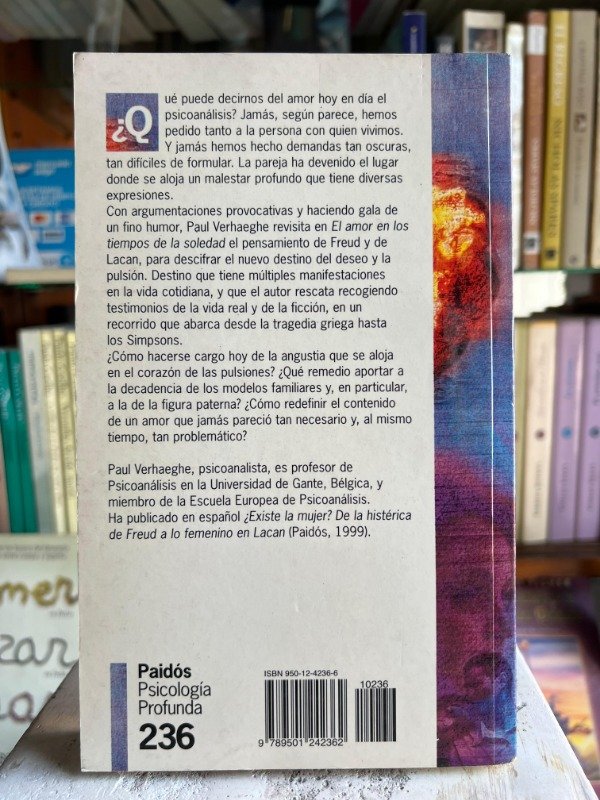 ¿Qué puede decirnos del amor hoy en día el
psicoanálisis? Jamás, según parece, hemos
pedido tanto a la persona con quien vivimos.
Y jamás hemos hecho demandas tan oscuras,
tan difíciles de formular. La pareja ha devenido el lugar
donde se aloja un malestar profundo que tiene diversas
expresiones.
Con argumentaciones provocativas y haciendo gala de
un fino humor, Paul Verhaeghe revisita en El amor en los
tiempos de la soledad el pensamiento de Freud y de
Lacan, para descifrar el nuevo destino del deseo y la
pulsión. Destino que tiene múltiples manifestaciones
en la vida cotidiana, y que el autor rescata recogiendo
testimonios de la vida real y de la ficción, en un
recorrido que abarca desde la tragedia griega hasta
los Simpsons.
¿Cómo hacerse cargo hoy de la angustia que se aloja
en el corazón de las pulsiones? ¿Qué remedio aportar a
la decadencia de los modelos familiares y, en particular,
a la de la figura paterna? ¿Cómo redefinir el contenido
de un amor que jamás pareció tan necesario y, al mismo
tiempo, tan problemático?
Paul Verhaeghe, psicoanalista, es profesor de
Psicoanálisis en la Universidad de Gante, Bélgica, y
miembro de la Escuela Europea de Psicoanálisis.
Ha publicado en español ¿Existe la mujer? De la histérica
de Freud a lo femenino en Lacan (Paidós, 1999).
Paidós
Psicología
Profunda
236
ISBN 950-12-4236-6
10236
9 789501 242362
mer
zar